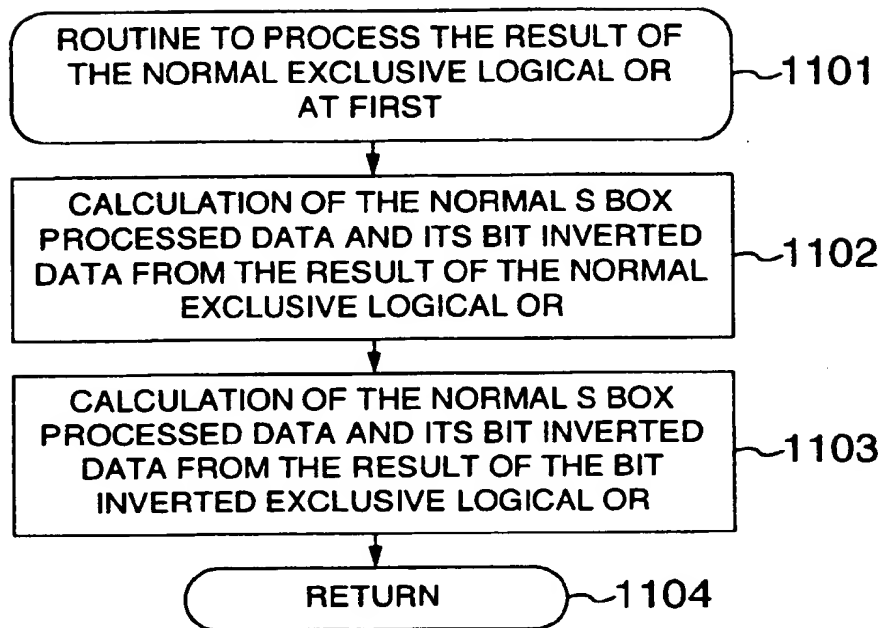 ROUTINE TO PROCESS THE RESULT OF
THE NORMAL EXCLUSIVE LOGICAL OR
AT FIRST
1101
CALCULATION OF THE NORMAL S BOX
PROCESSED DATA AND ITS BIT INVERTED
DATA FROM THE RESULT OF THE NORMAL
EXCLUSIVE LOGICAL OR
1102
CALCULATION OF THE NORMAL S BOX
PROCESSED DATA AND ITS BIT INVERTED
DATA FROM THE RESULT OF THE BIT
INVERTED EXCLUSIVE LOGICAL OR
1103
RETURN
1104